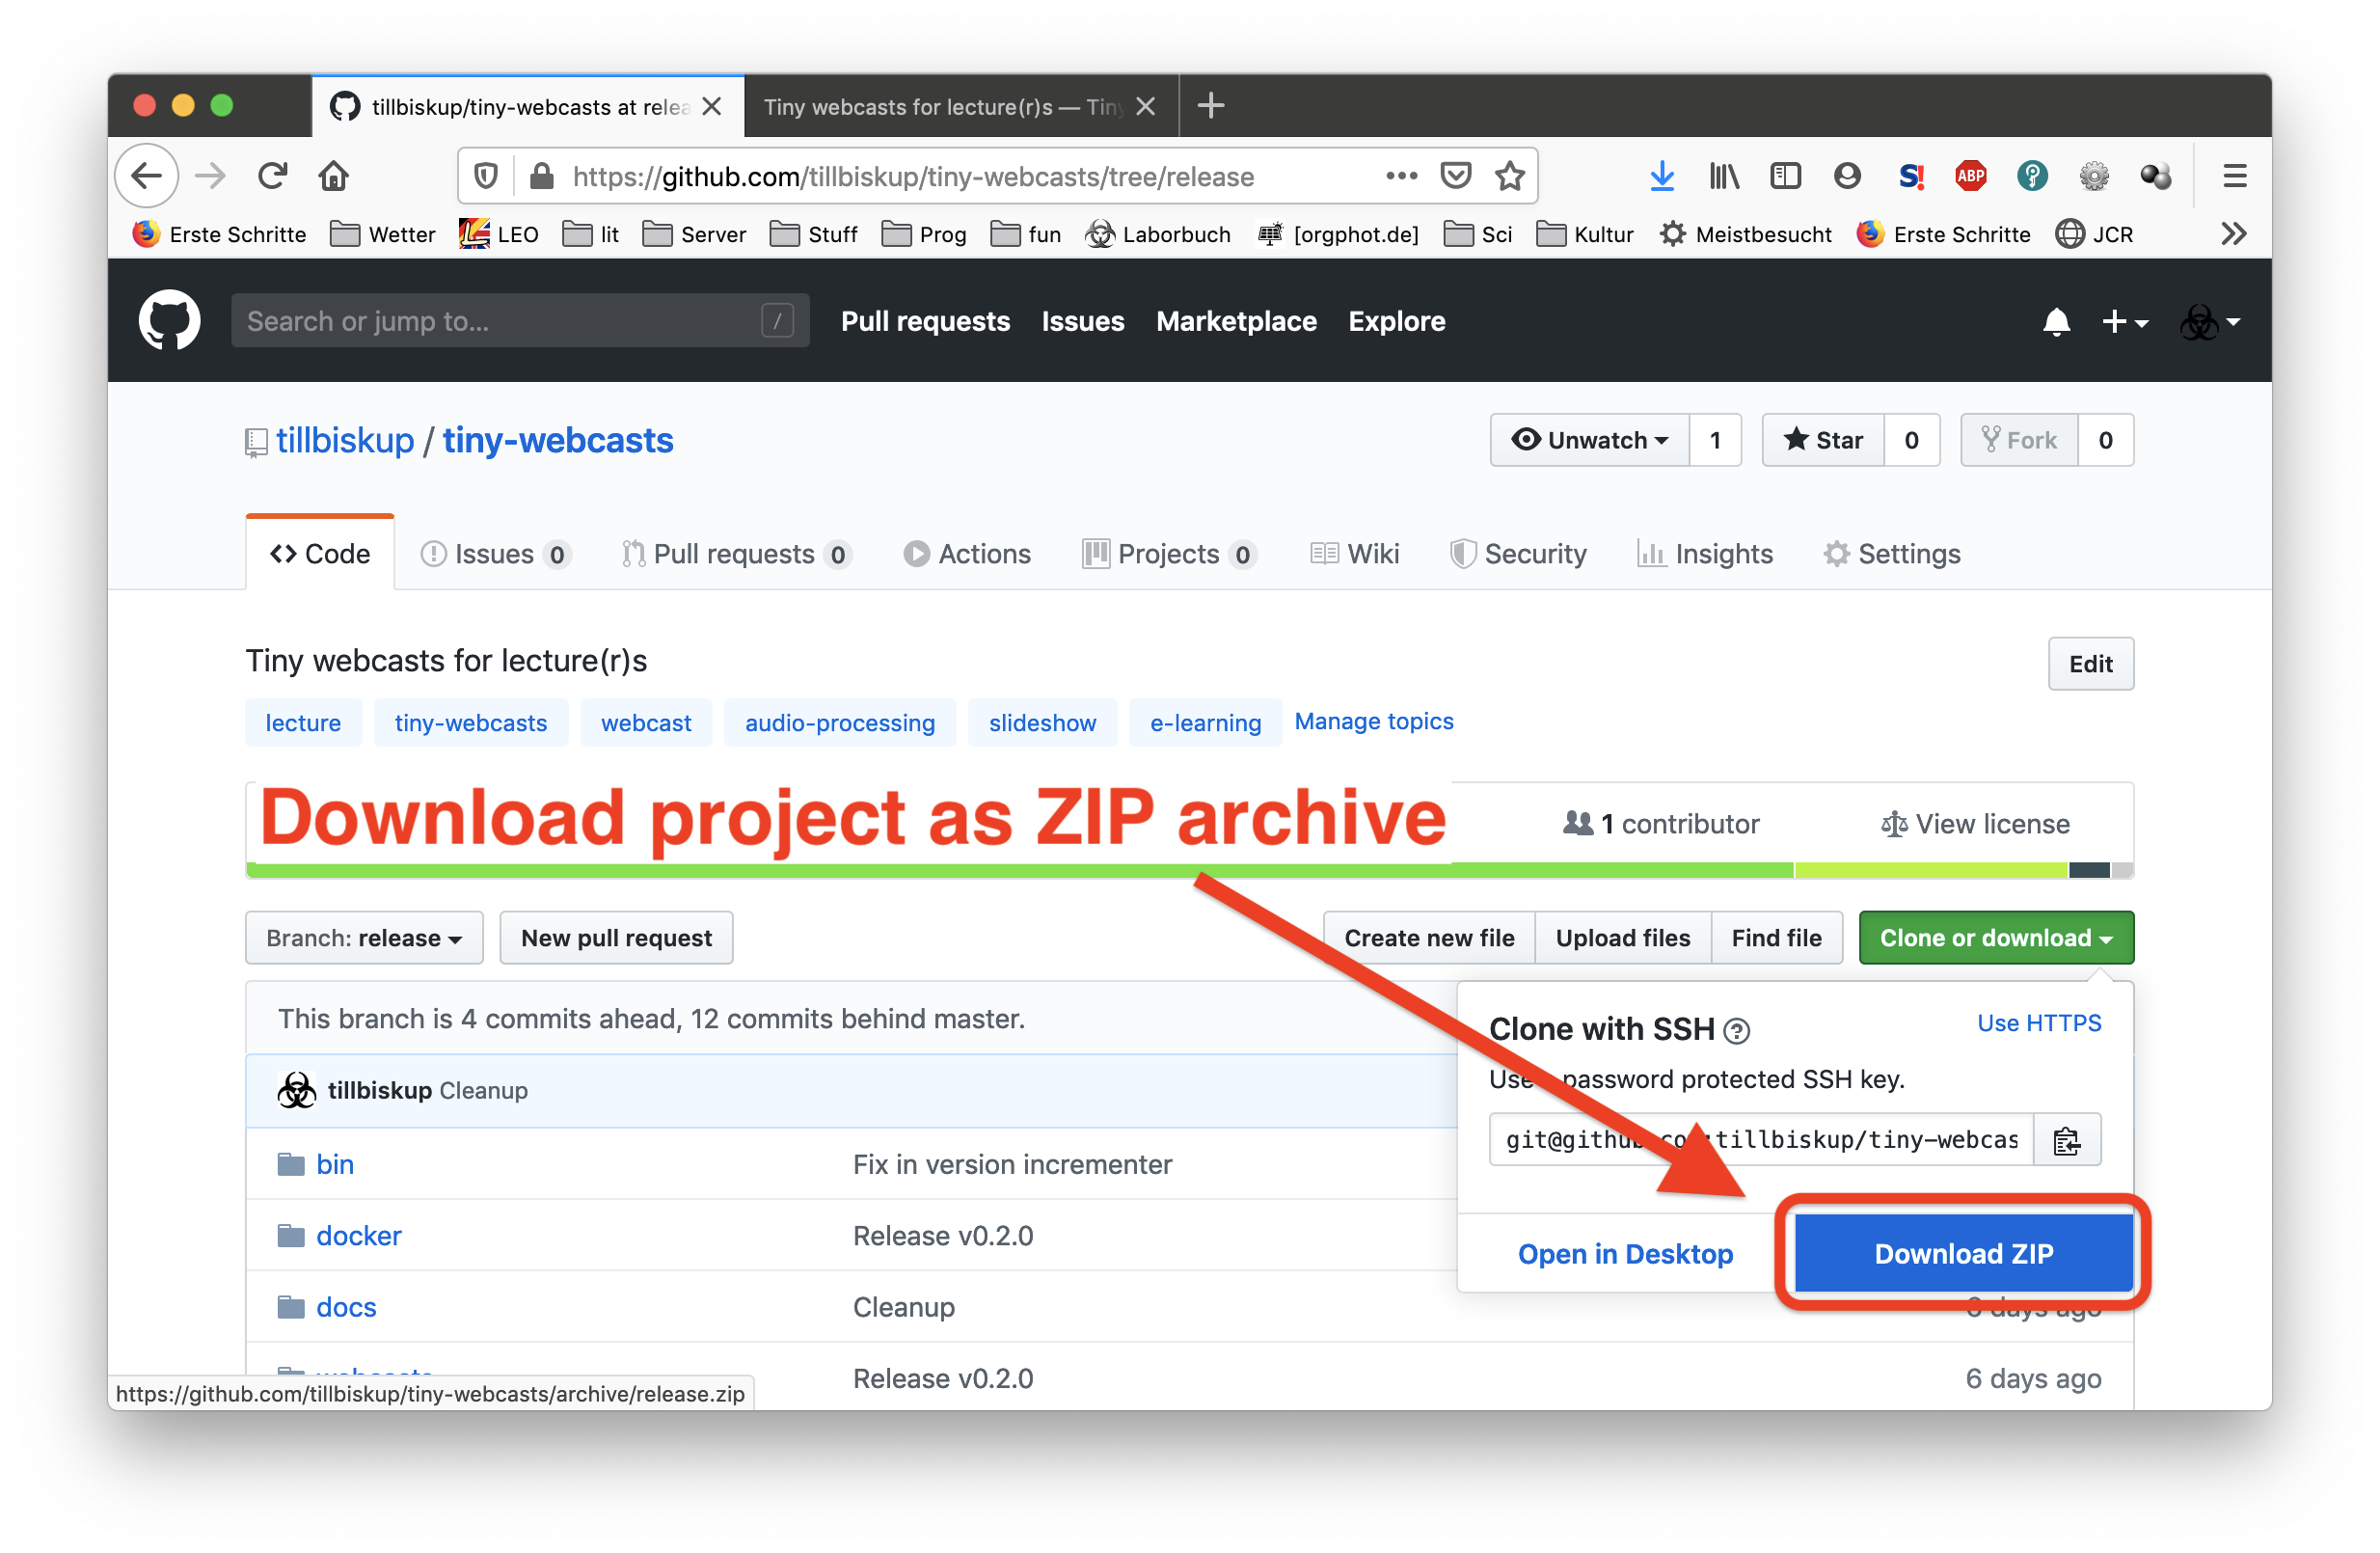 tillbiskup/tiny-webcasts at relea
Tiny webcasts for lecture(r)s — Tiny
https://github.com/tillbiskup/tiny-webcasts/tree/release
S!
ABP
Erste Schritte Wetter LEO lit Server Stuff Prog fun Laborbuch [orgphot.de] Sci Kultur Meistbesucht Erste Schritte JCR
Search or jump to... /
Pull requests Issues Marketplace Explore
tillbiskup / tiny-webcasts
Unwatch 1 Star 0 Fork 0
Code Issues 0 Pull requests 0 Actions Projects 0 Wiki Security Insights Settings
Tiny webcasts for lecture(r)s
Edit
lecture tiny-webcasts webcast audio-processing slideshow e-learning Manage topics
Download project as ZIP archive
1 contributor View license
Branch: release New pull request Create new file Upload files Find file Clone or download
This branch is 4 commits ahead, 12 commits behind master.
Clone with SSH Use HTTPS
Use password protected SSH key.
tillbiskup Cleanup
git@github.com:tillbiskup/tiny-webcas
bin Fix in version incrementer
docker Release v0.2.0
Open in Desktop Download ZIP
docs Cleanup 6 days ago
webcasts Release v0.2.0 6 days ago
https://github.com/tillbiskup/tiny-webcasts/archive/release.zip